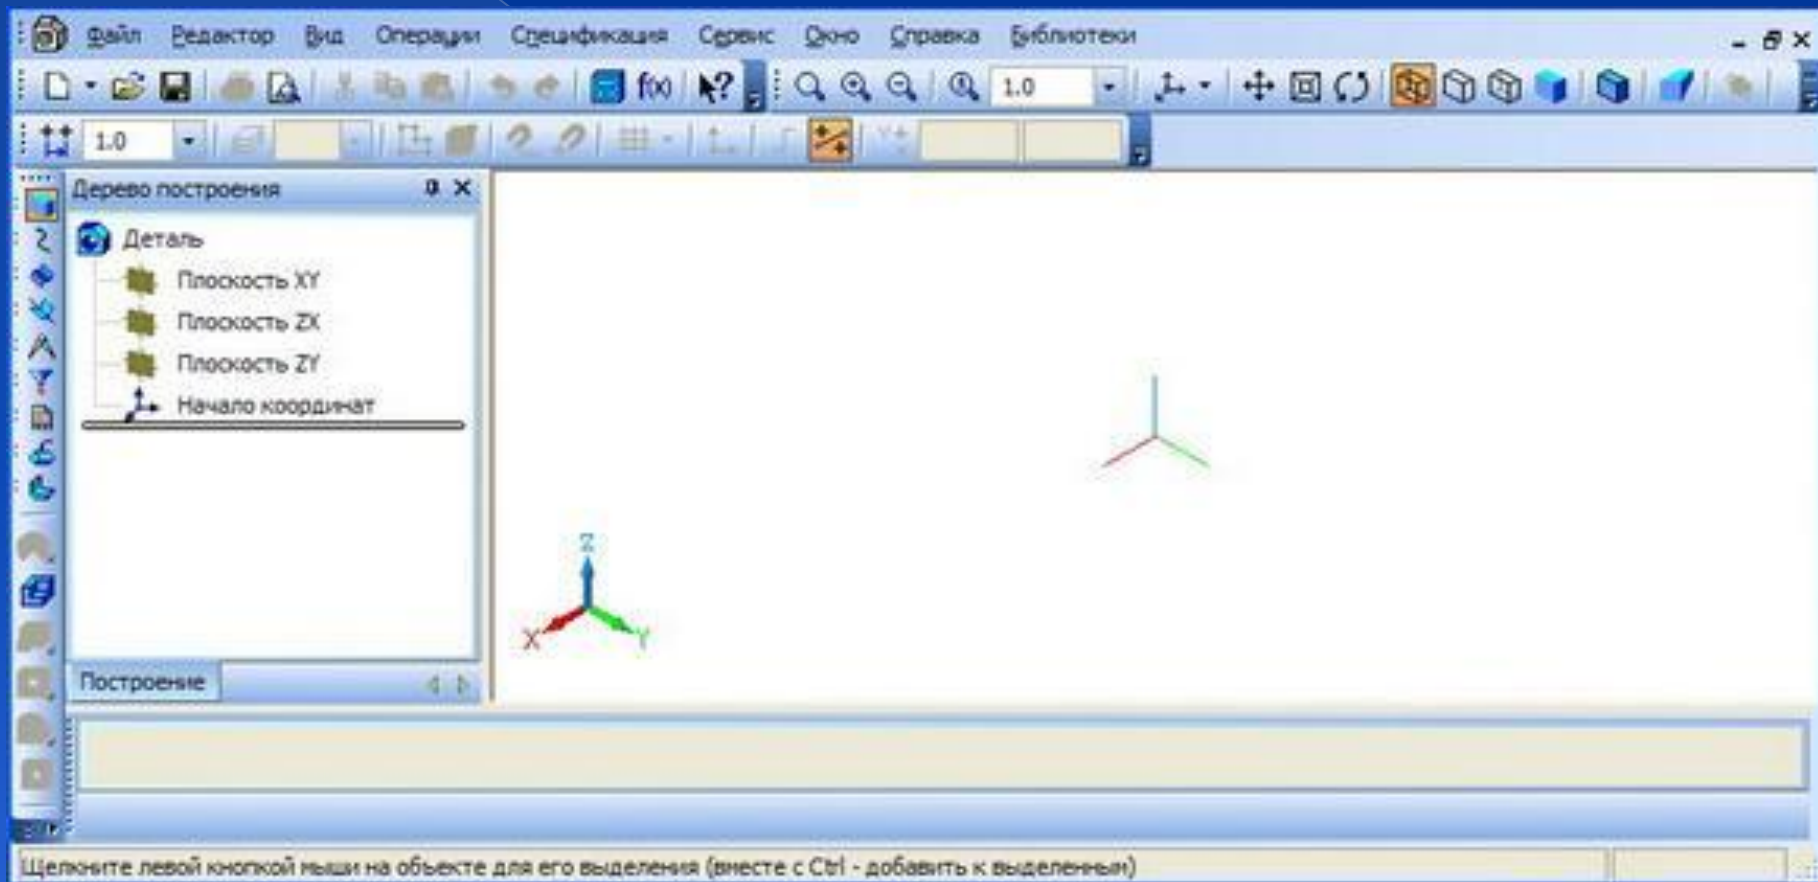 Файл Редактор Вид Операции Спецификация Сервис Окно Справка Библиотеки
f(x) 1.0
1.0
Дерево построения
Деталь
Плоскость XY
Плоскость ZX
Плоскость ZY
Начало координат
Z
X Y
Построение
Щелкните левой кнопкой мыши на объекте для его выделения (вместе с Ctrl - добавить к выделенным)